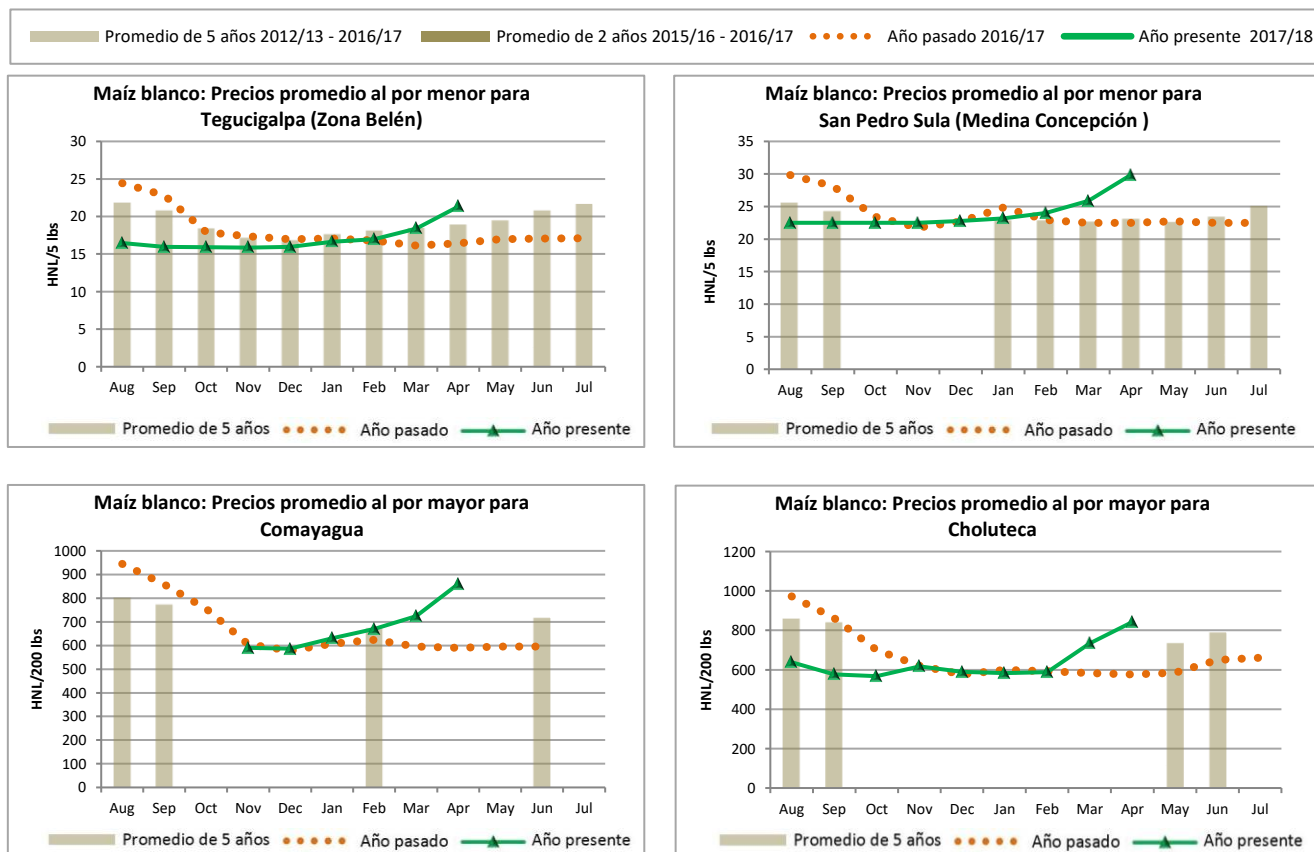 Promedio de 5 años 2012/13 - 2016/17 Promedio de 2 años 2015/16 - 2016/17 Año pasado 2016/17 Año presente 2017/18
Maíz blanco: Precios promedio al por menor para
Tegucigalpa (Zona Belén)
30
25
20
15
10
5
0
HNL/5 lbs
Aug Sep Oct Nov Dec Jan Feb Mar Apr May Jun Jul
Promedio de 5 años Año pasado Año presente
Maíz blanco: Precios promedio al por menor para
San Pedro Sula (Medina Concepción )
35
30
25
20
15
10
5
0
HNL/5 lbs
Aug Sep Oct Nov Dec Jan Feb Mar Apr May Jun Jul
Promedio de 5 años Año pasado Año presente
Maíz blanco: Precios promedio al por mayor para
Comayagua
1000
900
800
700
600
500
400
300
200
100
0
HNL/200 lbs
Aug Sep Oct Nov Dec Jan Feb Mar Apr May Jun Jul
Promedio de 5 años Año pasado Año presente
Maíz blanco: Precios promedio al por mayor para
Choluteca
1200
1000
800
600
400
200
0
HNL/200 lbs
Aug Sep Oct Nov Dec Jan Feb Mar Apr May Jun Jul
Promedio de 5 años Año pasado Año presente